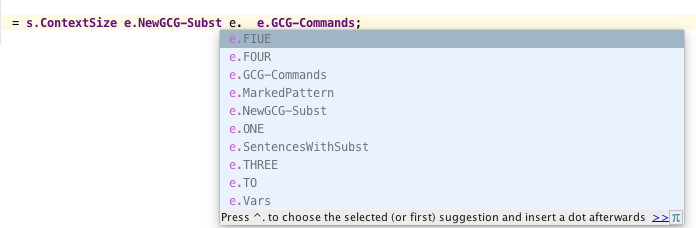 = s.ContextSize e.NewGCG-Subst e.  e.GCG-Commands;
e.FIUE
e.FOUR
e.GCG-Commands
e.MarkedPattern
e.NewGCG-Subst
e.ONE
e.SentencesWithSubst
e.THREE
e.TO
e.Vars
Press ^. to choose the selected (or first) suggestion and insert a dot afterwards >> π